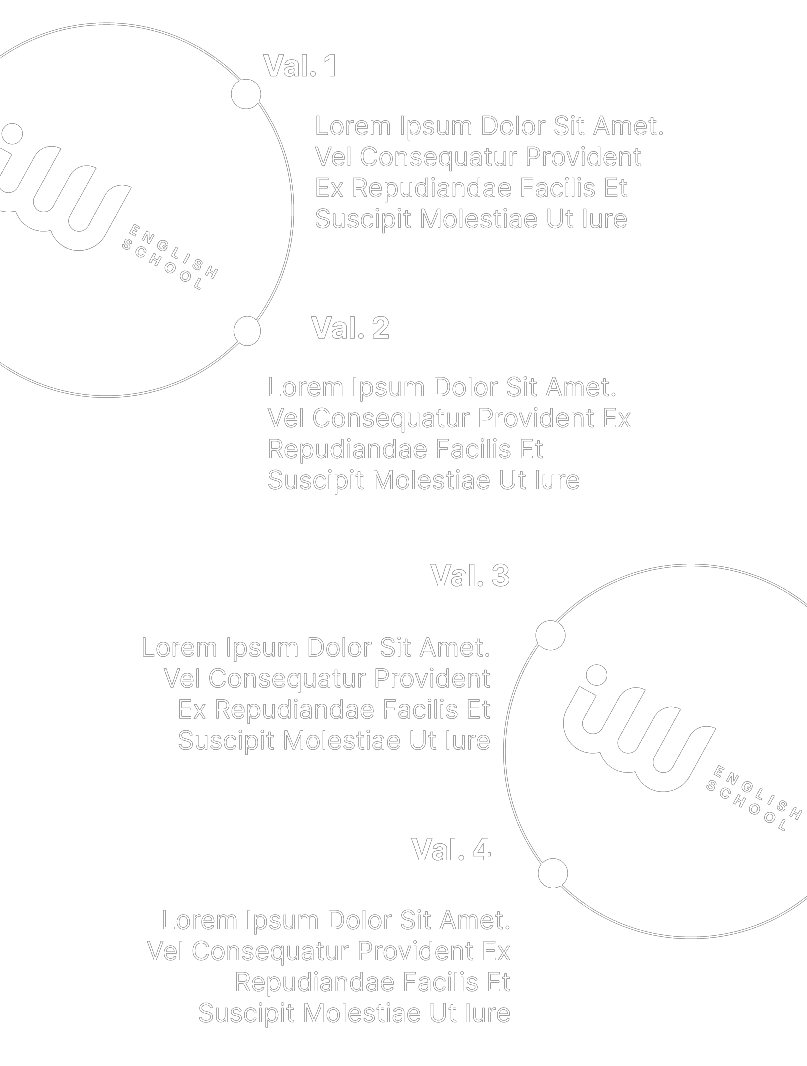 Val. 1
Lorem Ipsum Dolor Sit Amet.
Vel Consequatur Provident
Ex Repudiandae Facilis Et
Suscipit Molestiae Ut Iure
iW
ENGLISH
SCHOOL
Val. 2
Lorem Ipsum Dolor Sit Amet.
Vel Consequatur Provident Ex
Repudiandae Facilis Et
Suscipit Molestiae Ut Iure
Val. 3
Lorem Ipsum Dolor Sit Amet.
Vel Consequatur Provident
Ex Repudiandae Facilis Et
Suscipit Molestiae Ut Iure
iW
ENGLISH
SCHOOL
Val. 4
Lorem Ipsum Dolor Sit Amet.
Vel Consequatur Provident Ex
Repudiandae Facilis Et
Suscipit Molestiae Ut Iure